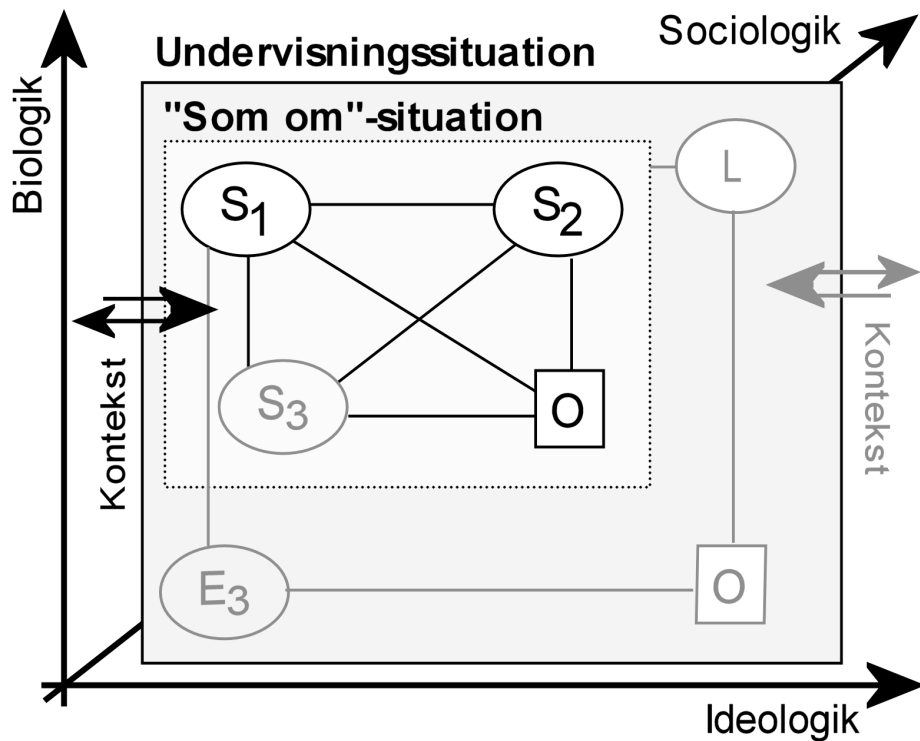 Sociologik
Undervisningssituation
"Som om"-situation
Biologik
L
S1
S2
Kontekst
Kontekst
S3
O
E3
O
Ideologik